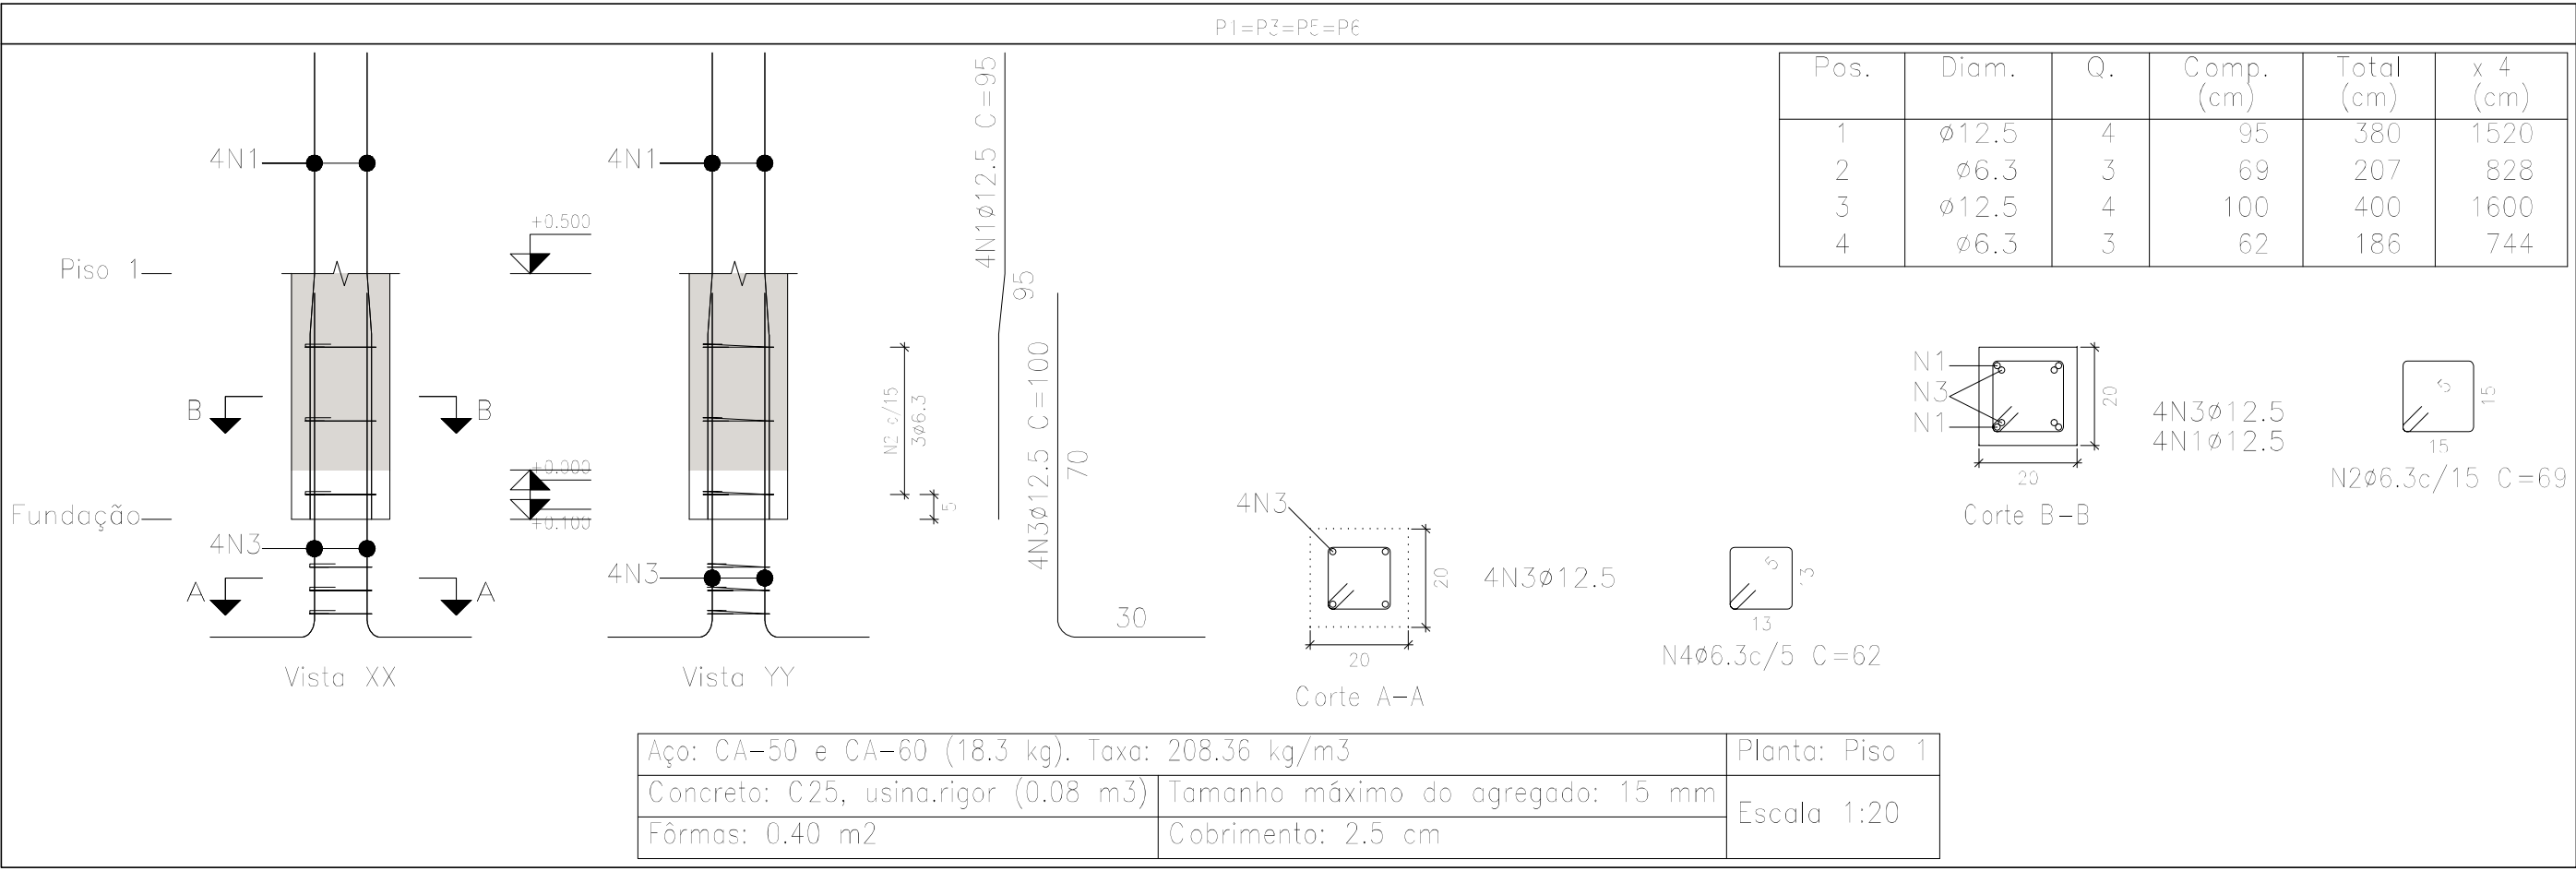 P1=P3=P5=P6
Pos. Diam. Q. Comp. (cm) Total (cm) x 4 (cm)
1 ø12.5 4 95 380 1520
2 ø6.3 3 69 207 828
3 ø12.5 4 100 400 1600
4 ø6.3 3 62 186 744
4N1
4N1
+0.500
Piso 1
B
B
+0.000
Fundação
+0.100
4N3
4N3
A
A
Vista XX
Vista YY
N2 c/15
3ø6.3
5
4N1ø12.5 C=95
95
4N3ø12.5 C=100
70
30
4N3
20
20
4N3ø12.5
Corte A-A
5
13
13
N4ø6.3c/5 C=62
N1
N3
N1
20
20
4N3ø12.5
4N1ø12.5
Corte B-B
5
15
15
N2ø6.3c/15 C=69
Aço: CA-50 e CA-60 (18.3 kg). Taxa: 208.36 kg/m3
Planta: Piso 1
Concreto: C25, usina.rigor (0.08 m3)
Tamanho máximo do agregado: 15 mm
Escala 1:20
Fôrmas: 0.40 m2
Cobrimento: 2.5 cm